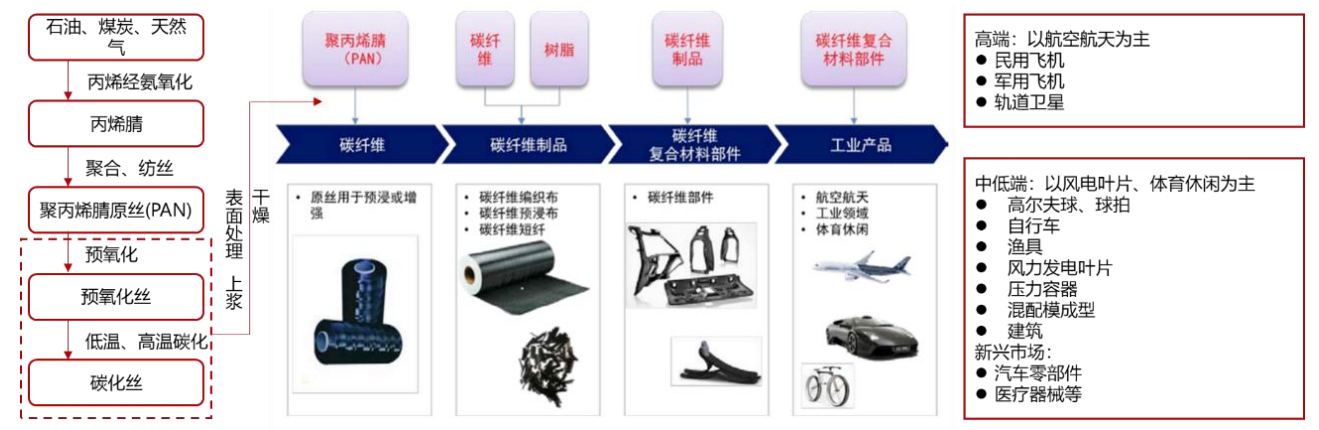 石油、煤炭、天然
气
丙烯经氨氧化
丙烯腈
聚合、纺丝
聚丙烯腈原丝(PAN)
预氧化
预氧化丝
低温、高温碳化
碳化丝
表面处理 上浆
干燥
聚丙烯腈
（PAN）
碳纤
维
树脂
碳纤维
制品
碳纤维复合
材料部件
碳纤维
碳纤维制品
碳纤维
复合材料部件
工业产品
• 原丝用于预浸或增
强
• 碳纤维编织布
• 碳纤维预浸布
• 碳纤维短纤
• 碳纤维部件
• 航空航天
• 工业领域
• 体育休闲
高端：以航空航天为主
● 民用飞机
● 军用飞机
● 轨道卫星
中低端：以风电叶片、体育休闲为主
● 高尔夫球、球拍
● 自行车
● 渔具
● 风力发电叶片
● 压力容器
● 混配模成型
● 建筑
新兴市场：
● 汽车零部件
● 医疗器械等